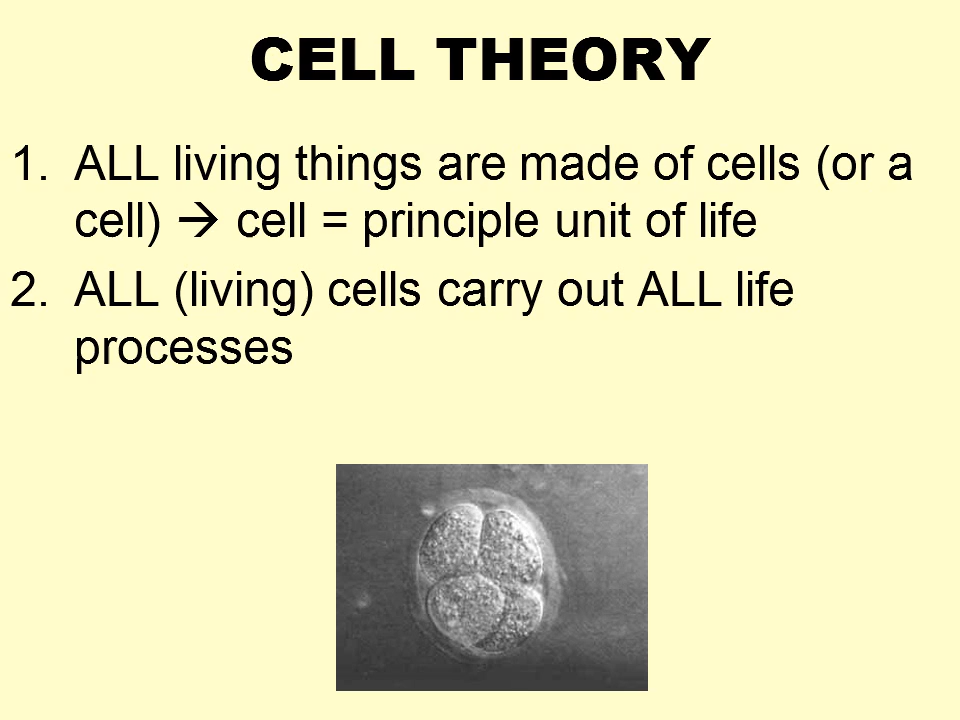 CELL THEORY
1. ALL living things are made of cells (or a
cell) → cell = principle unit of life
2. ALL (living) cells carry out ALL life
processes